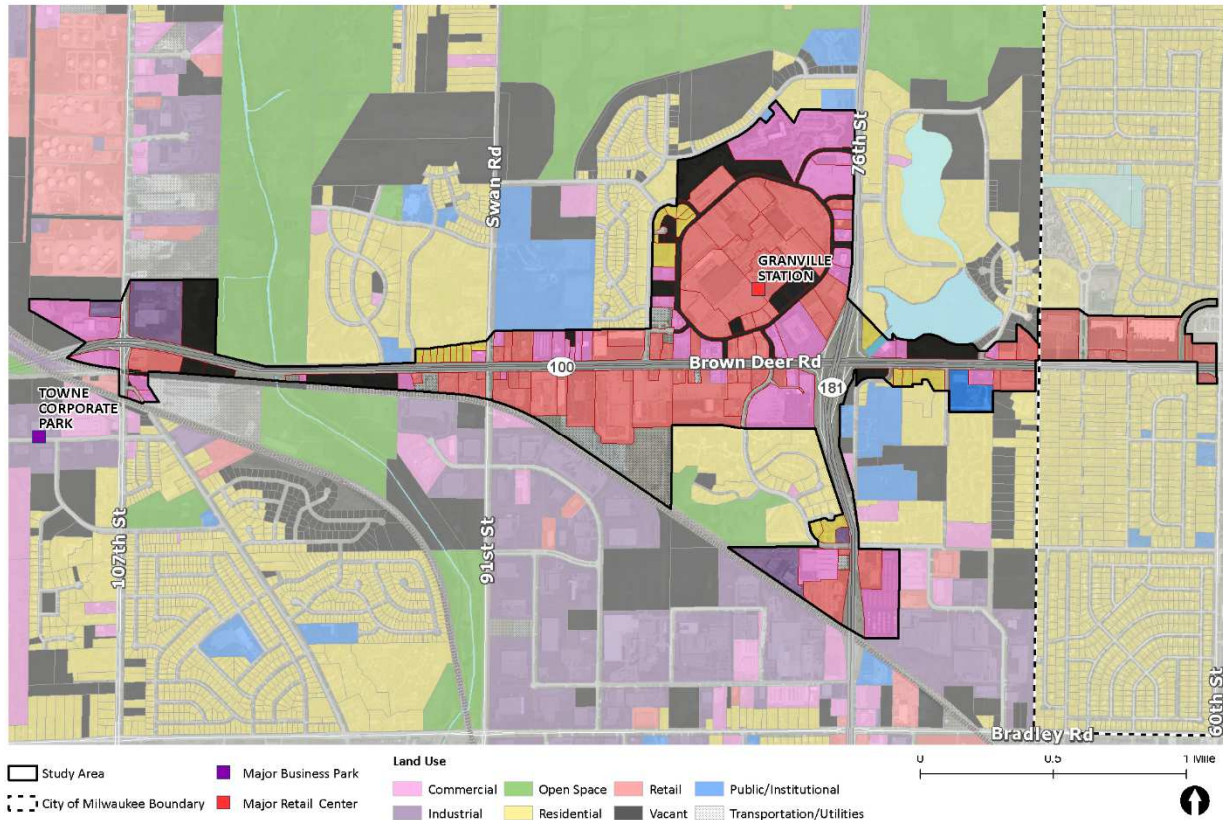 Swan Rd
76th St
GRANVILLE
STATION
Brown Deer Rd
100
181
TOWNE
CORPORATE
PARK
107th St
91st St
60th St
Bradley Rd
Study Area
City of Milwaukee Boundary
Major Business Park
Major Retail Center
Land Use
Commercial
Open Space
Retail
Public/Institutional
Industrial
Residential
Vacant
Transportation/Utilities
0 0.5 1 Mile